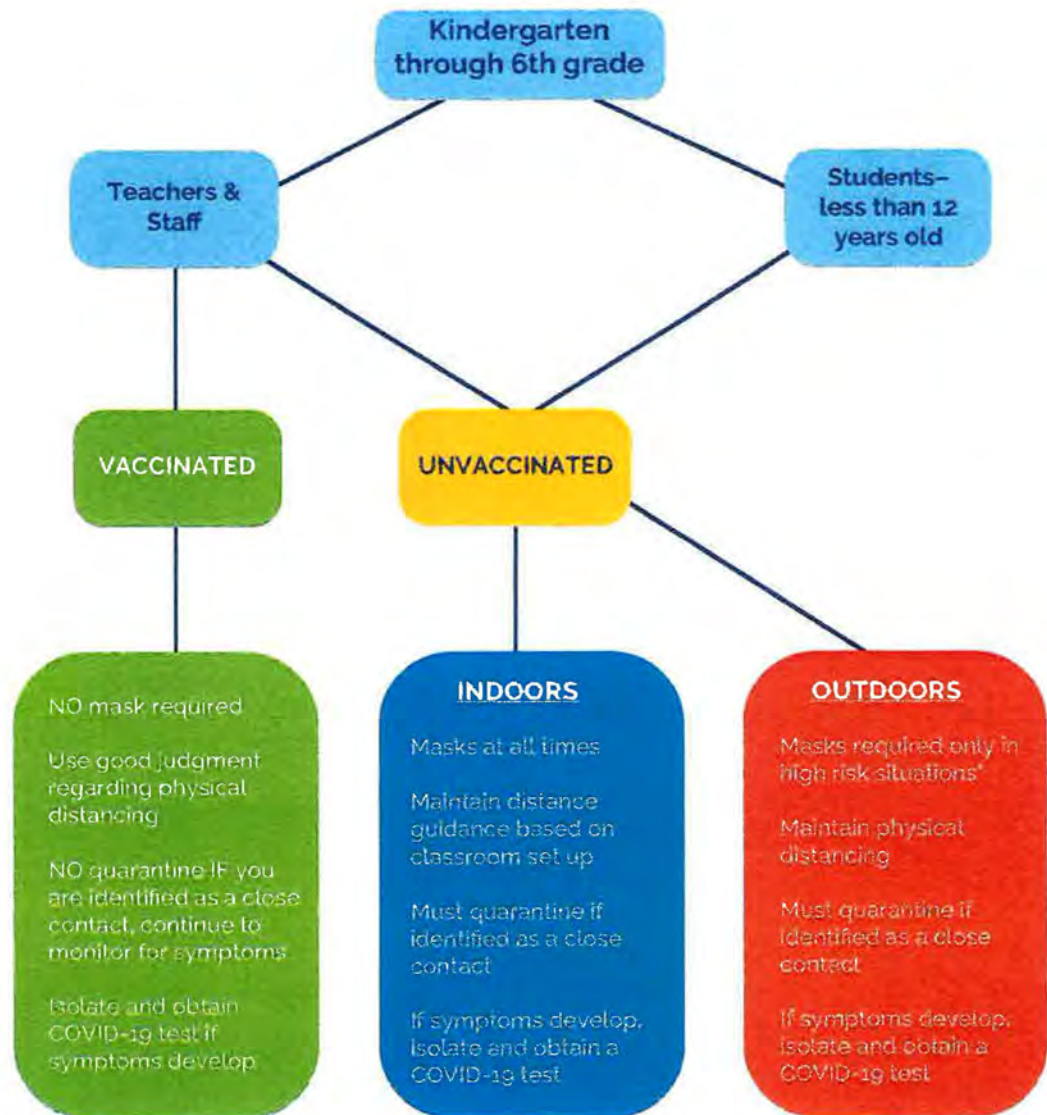 Kindergarten
through 6th grade
Teachers &
Staff
Students–
less than 12
years old
VACCINATED
UNVACCINATED
NO mask required
Use good judgment
regarding physical
distancing
NO quarantine IF you
are identified as a close
contact, continue to
monitor for symptoms
Isolate and obtain
COVID-19 test if
symptoms develop
INDOORS
Masks at all times
Maintain distance
guidance based on
classroom set up
Must quarantine if
identified as a close
contact
If symptoms develop,
isolate and obtain a
COVID-19 test
OUTDOORS
Masks required only in
high risk situations*
Maintain physical
distancing
Must quarantine if
identified as a close
contact
If symptoms develop,
isolate and obtain a
COVID-19 test